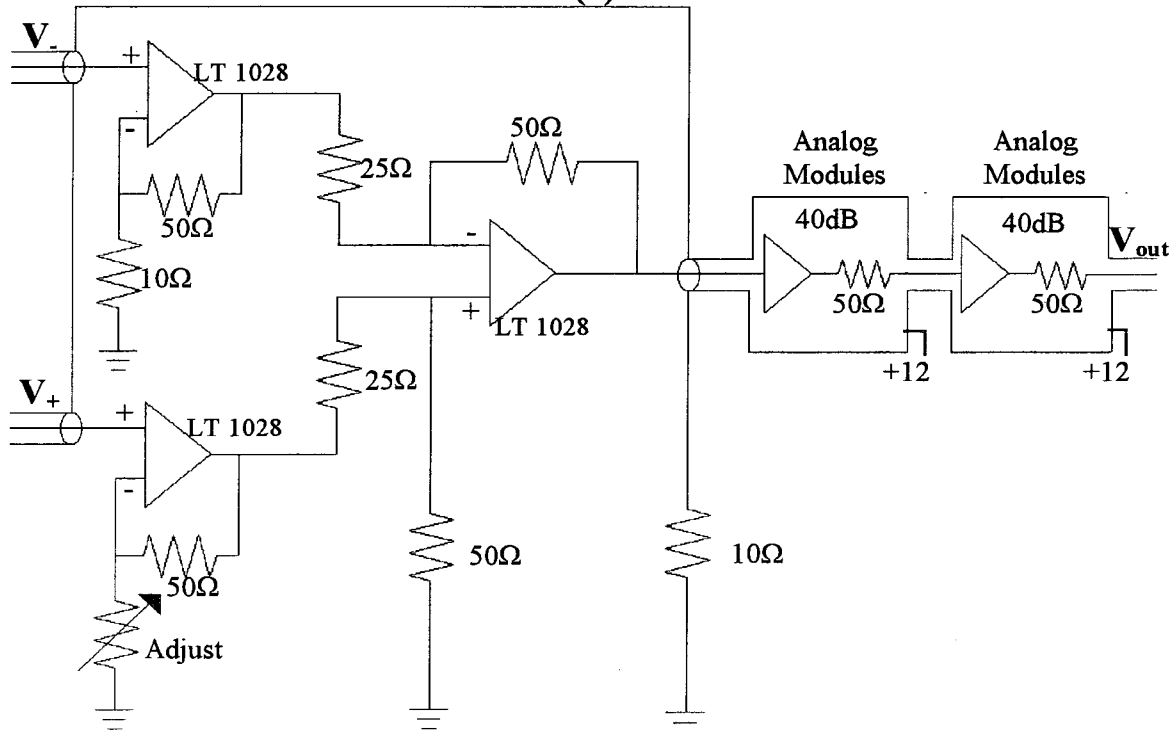 V-
+
LT 1028
-
50Ω
10Ω
25Ω
50Ω
-
+
LT 1028
25Ω
V+
+
LT 1028
-
50Ω
Adjust
50Ω
10Ω
Analog
Modules
40dB
50Ω
+12
Analog
Modules
40dB
50Ω
+12
Vout